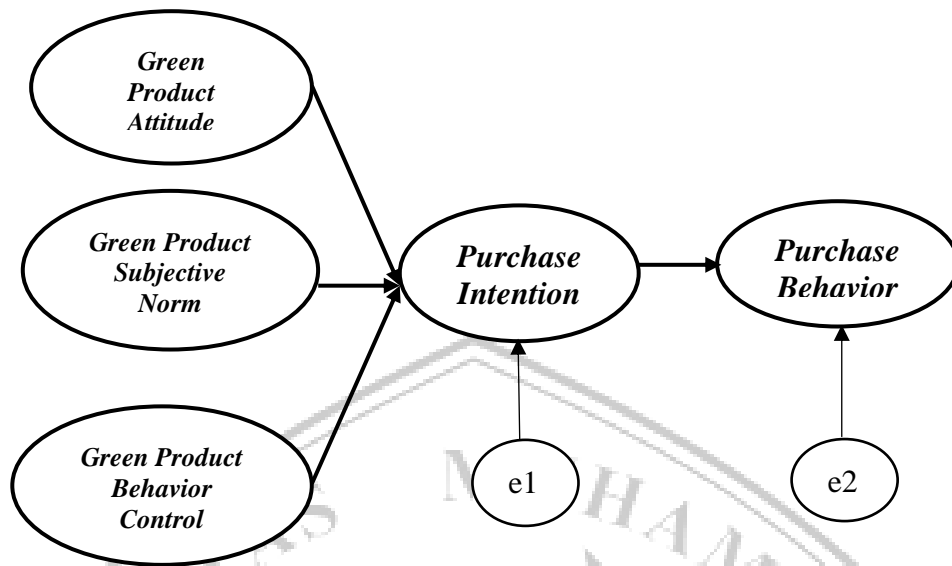 Green
Product
Attitude
Green Product
Subjective
Norm
Purchase
Intention
Purchase
Behavior
Green Product
Behavior
Control
e1
e2